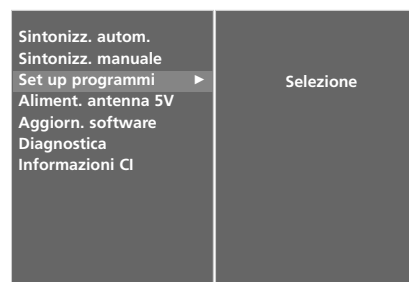 Sintonizz. autom.
Sintonizz. manuale
Set up programmi ►
Aliment. antenna 5V
Aggiorn. software
Diagnostica
Informazioni CI
Selezione